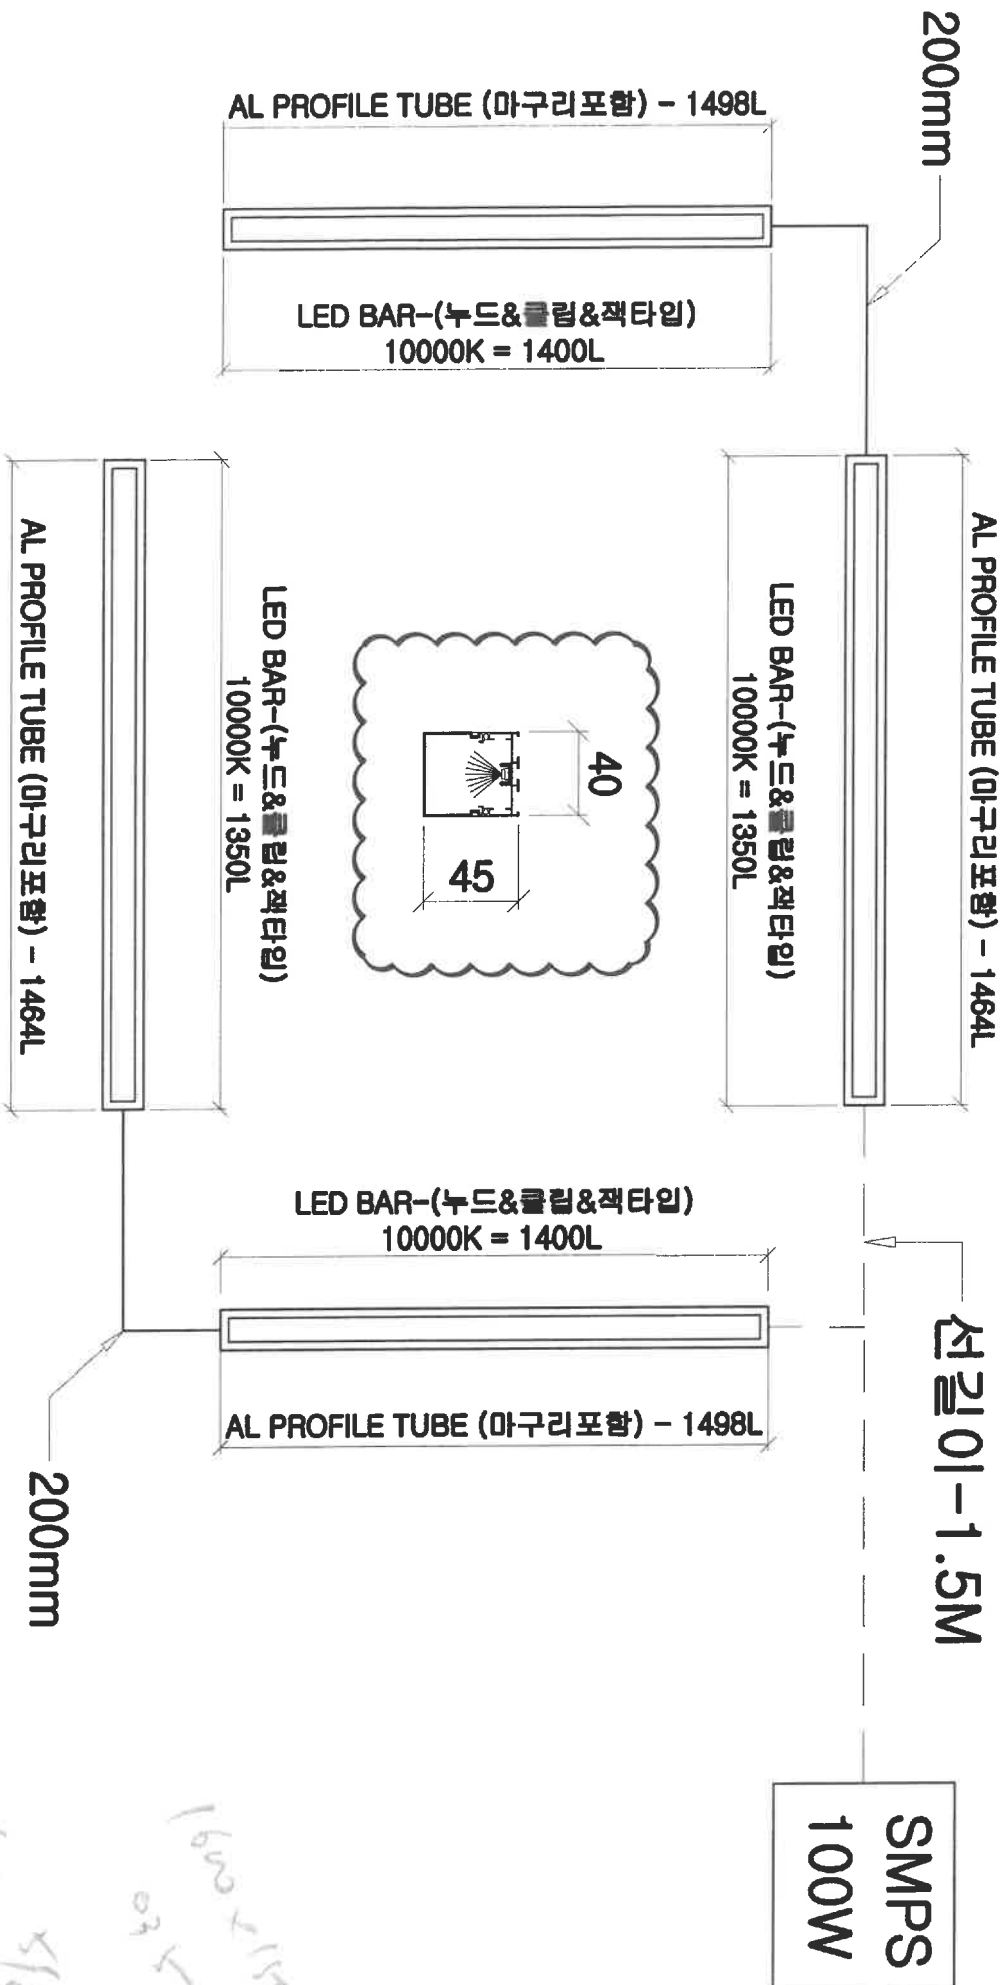 200mm
AL PROFILE TUBE (마구리포함) - 1498L
LED BAR-(누드&클립&잭타입)
10000K = 1400L
AL PROFILE TUBE (마구리포함) - 1464L
LED BAR-(누드&클립&잭타입)
10000K = 1350L
40
45
LED BAR-(누드&클립&잭타입)
10000K = 1350L
AL PROFILE TUBE (마구리포함) - 1464L
LED BAR-(누드&클립&잭타입)
10000K = 1400L
AL PROFILE TUBE (마구리포함) - 1498L
200mm
선길이-1.5M
SMPS
100W